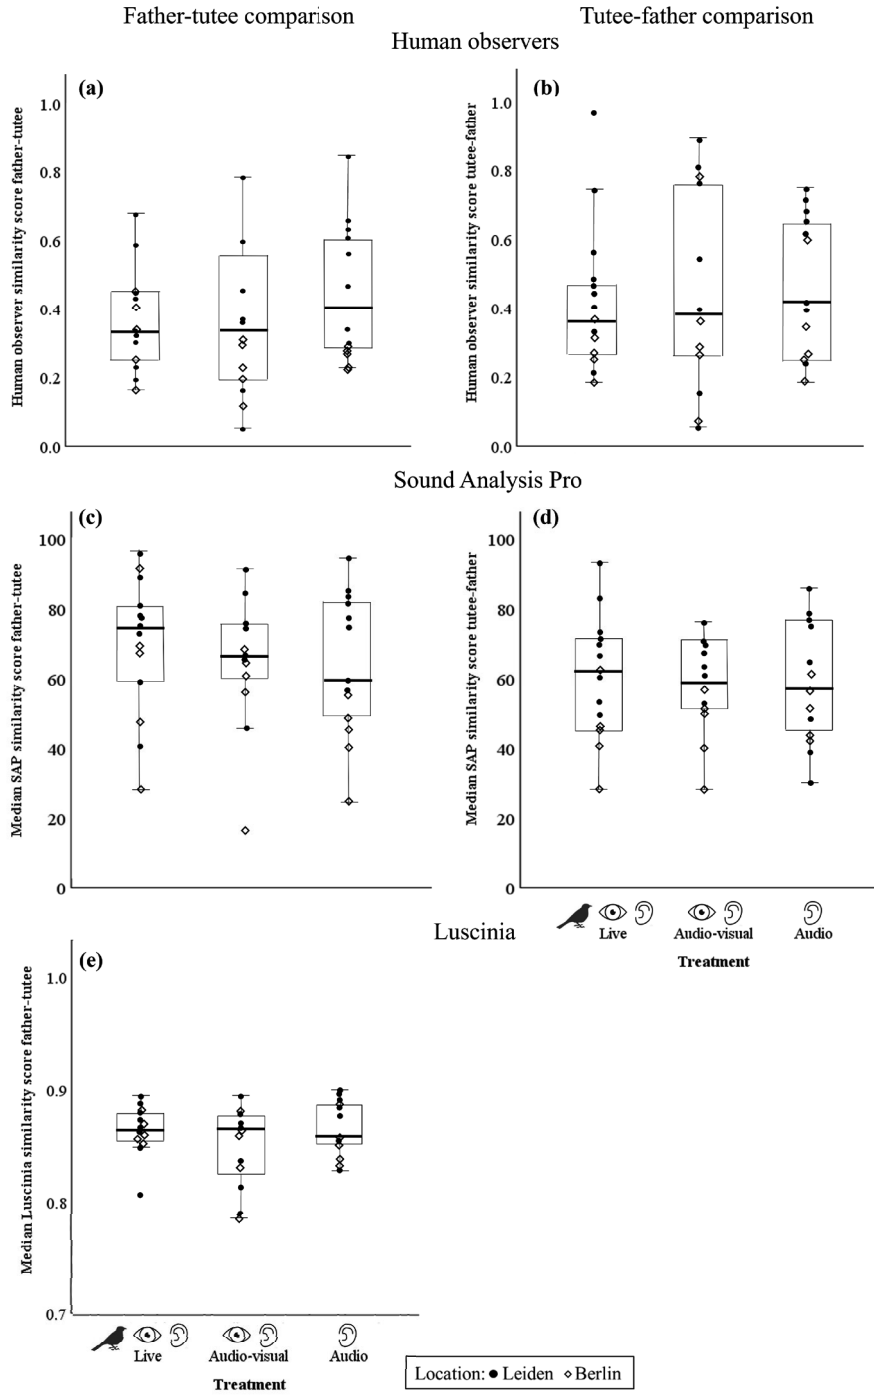 Father-tutee comparison
Tutee-father comparison
Human observers
(a)
Human observer similarity score father-tutee
1.0
0.8
0.6
0.4
0.2
0.0
(b)
Human observer similarity score tutee-father
1.0
0.8
0.6
0.4
0.2
0.0
Sound Analysis Pro
(c)
Median SAP similarity score father-tutee
100
80
60
40
20
0
(d)
Median SAP similarity score tutee-father
100
80
60
40
20
0
Live
Audio-visual
Audio
Treatment
Luscinia
(e)
Median Luscinia similarity score father-tutee
1.0
0.9
0.8
0.7
Live
Audio-visual
Audio
Treatment
Location: Leiden Berlin